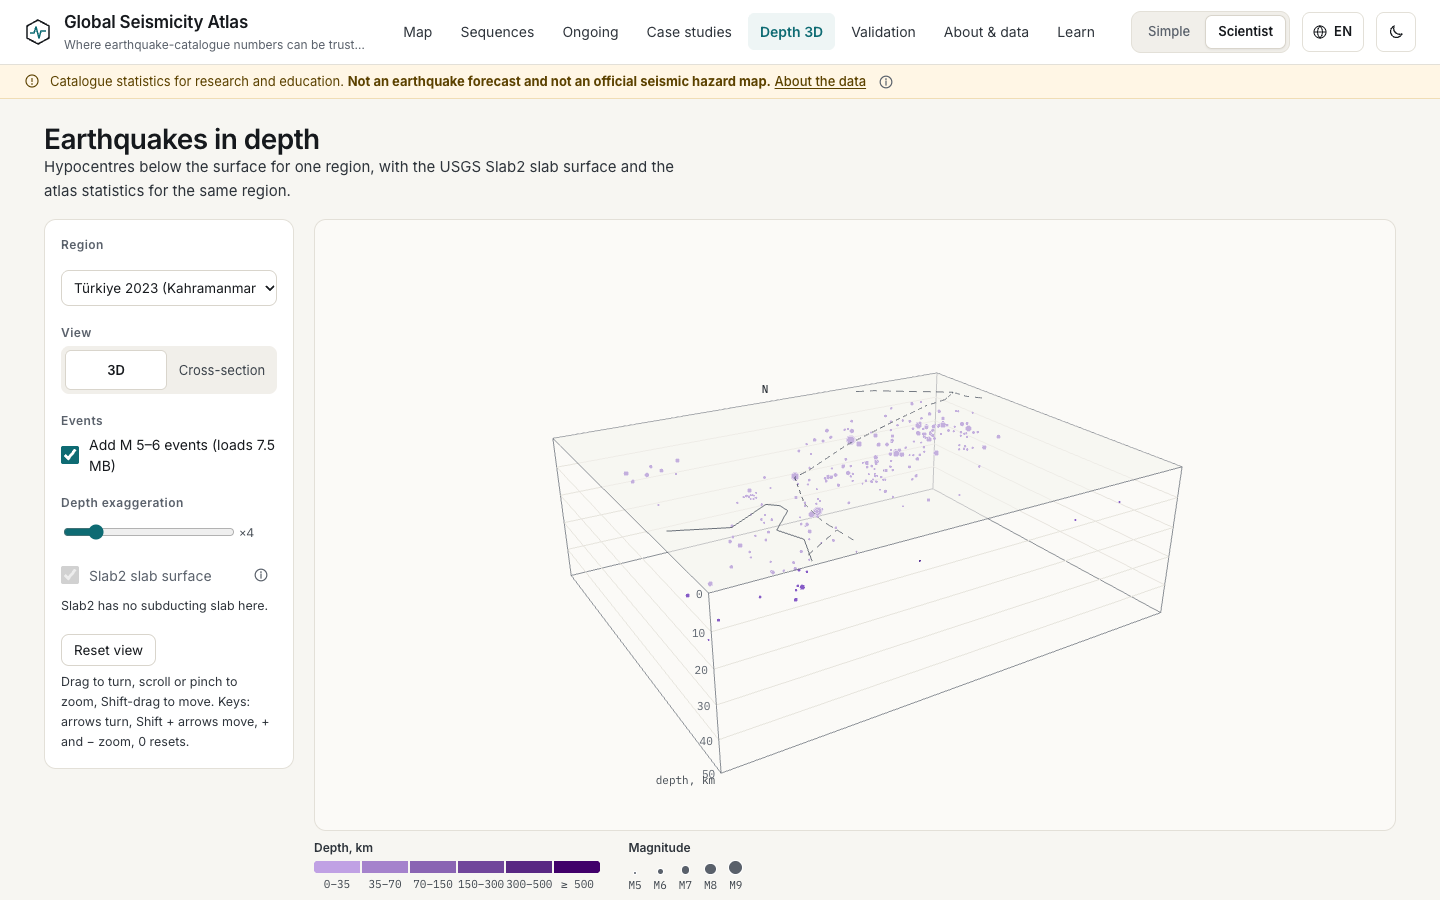 Global Seismicity Atlas
Where earthquake-catalogue numbers can be trust...
Map
Sequences
Ongoing
Case studies
Depth 3D
Validation
About & data
Learn
Simple
Scientist
EN
Catalogue statistics for research and education. Not an earthquake forecast and not an official seismic hazard map. About the data
Earthquakes in depth
Hypocentres below the surface for one region, with the USGS Slab2 slab surface and the
atlas statistics for the same region.
Region
Türkiye 2023 (Kahramanmar
View
3D
Cross-section
Events
Add M 5–6 events (loads 7.5
MB)
Depth exaggeration
×4
Slab2 slab surface
Slab2 has no subducting slab here.
Reset view
Drag to turn, scroll or pinch to
zoom, Shift-drag to move. Keys:
arrows turn, Shift + arrows move, +
and − zoom, 0 resets.
N
0
10
20
30
40
50
depth, km
Depth, km
0–35
35–70
70–150
150–300
300–500
≥ 500
Magnitude
M5
M6
M7
M8
M9